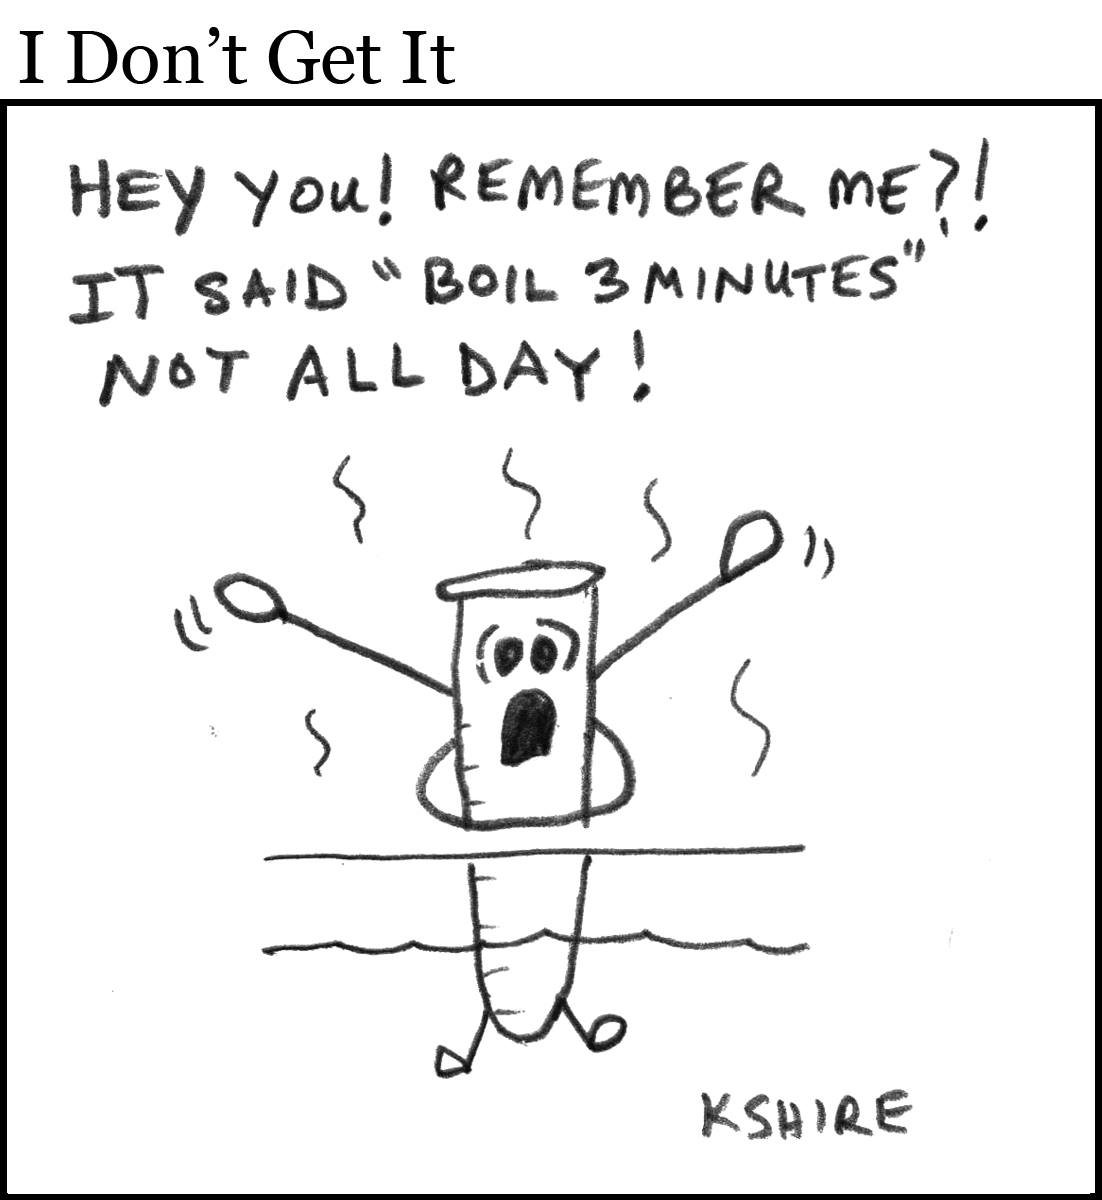 I Don’t Get It
HEY YOU! REMEMBER ME?!
IT SAID "BOIL 3 MINUTES",
NOT ALL DAY!
KSHIRE